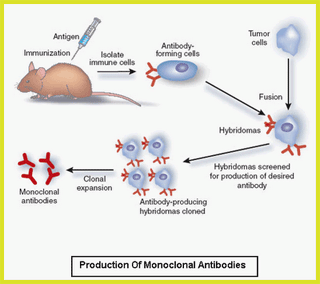 Antigen
Immunization
Isolate
immune cells
Antibody-
forming cells
Tumor
cells
Fusion
Hybridomas
Hybridomas screened
for production of desired
antibody
Antibody-producing
hybridomas cloned
Clonal
expansion
Monoclonal
antibodies
Production Of Monoclonal Antibodies